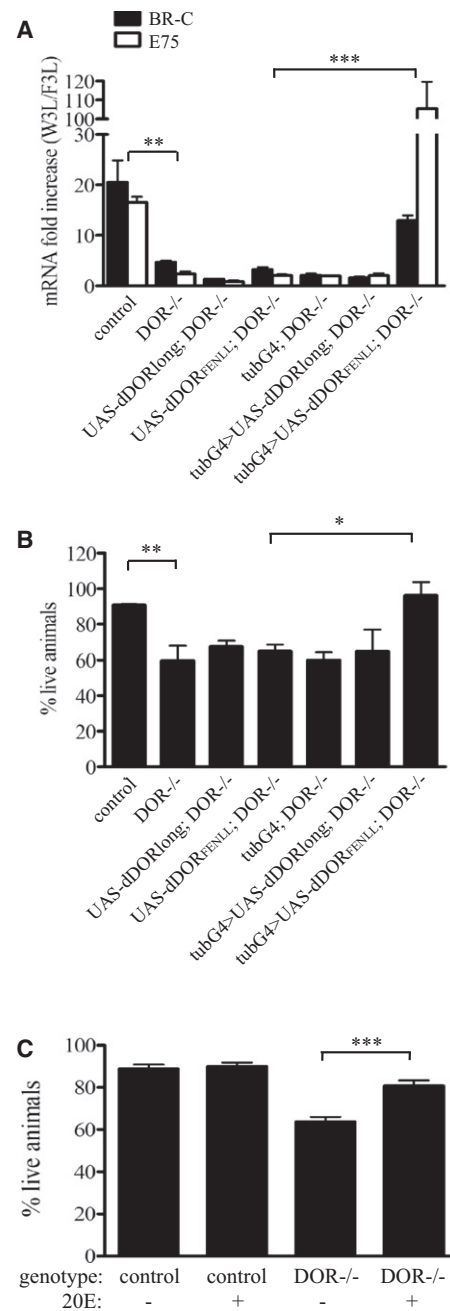 A
BR-C
E75
mRNA fold increase (W3L/F3L)
120
110
100
30
20
10
0
**
***
control
DOR-/-
UAS-dDORlong; DOR-/-
UAS-dDORFENLL; DOR-/-
tubG4; DOR-/-
tubG4>UAS-dDORlong; DOR-/-
tubG4>UAS-dDORFENLL; DOR-/-
B
% live animals
120
100
80
60
40
20
0
**
*
control
DOR-/-
UAS-dDORlong; DOR-/-
UAS-dDORFENLL; DOR-/-
tubG4; DOR-/-
tubG4>UAS-dDORlong; DOR-/-
tubG4>UAS-dDORFENLL; DOR-/-
C
% live animals
100
80
60
40
20
0
***
genotype: control control DOR-/- DOR-/-
20E: - + - +